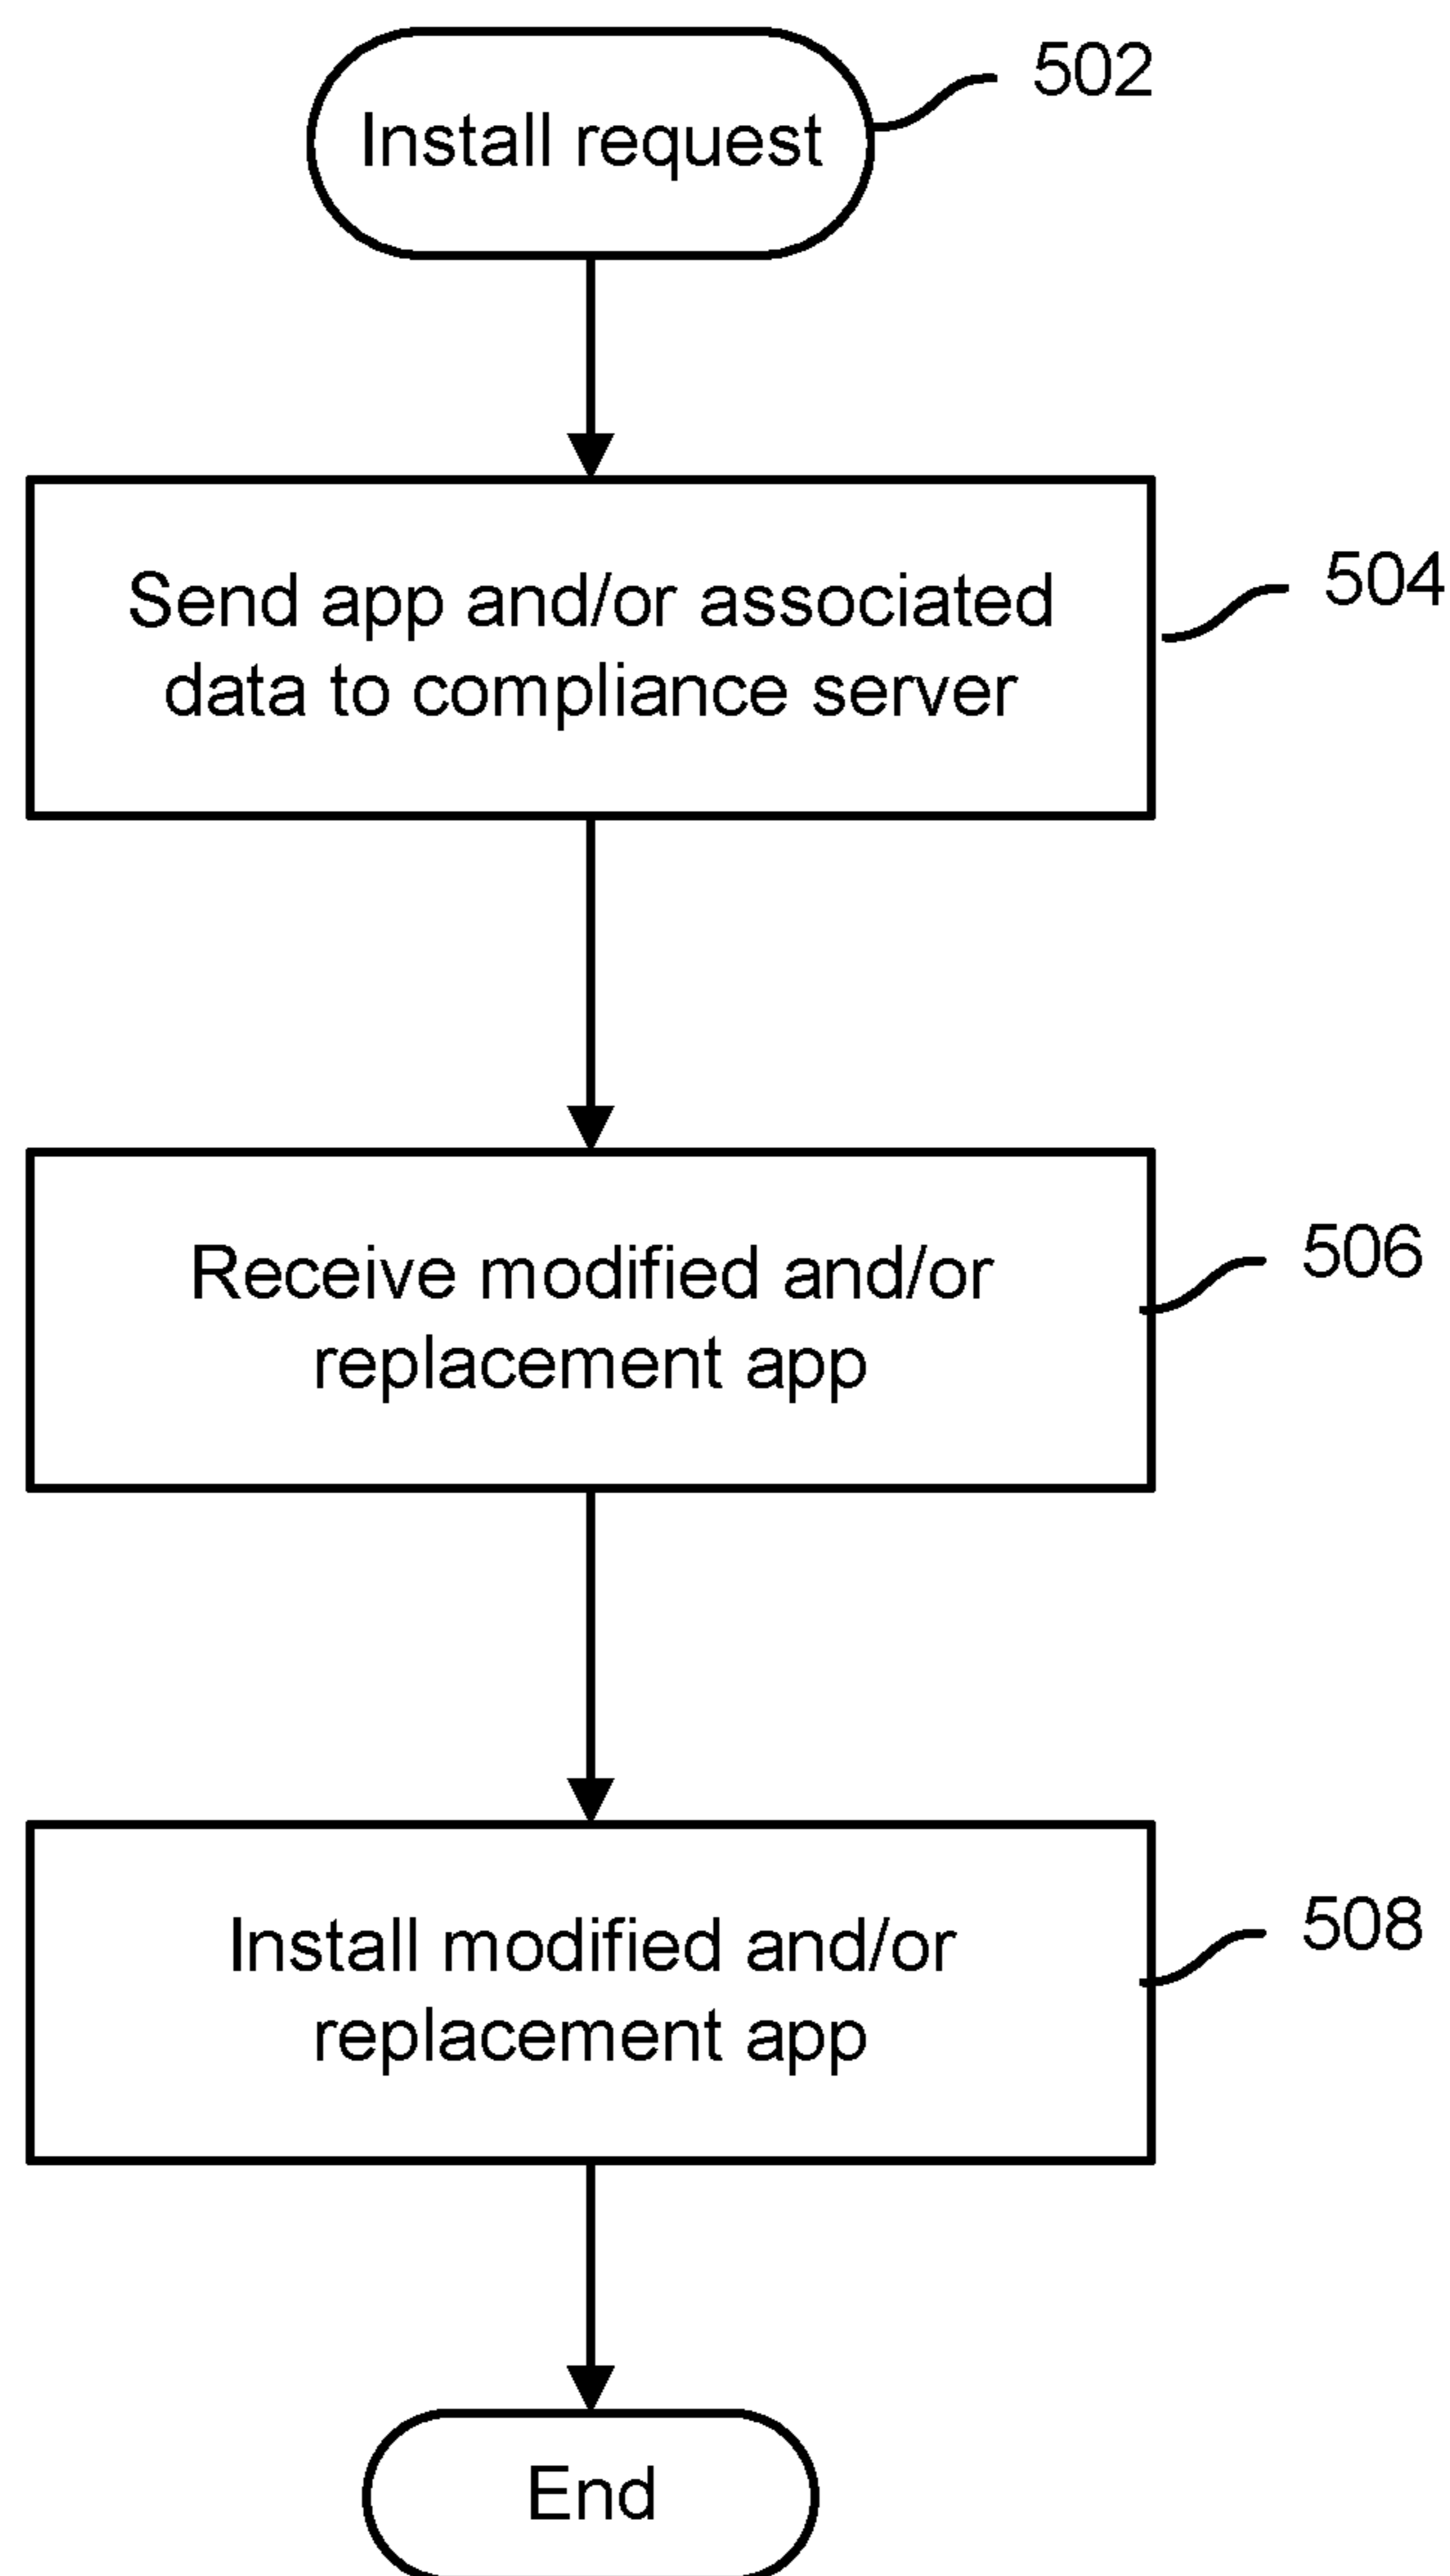 Install request
502
Send app and/or associated
data to compliance server
504
Receive modified and/or
replacement app
506
Install modified and/or
replacement app
508
End